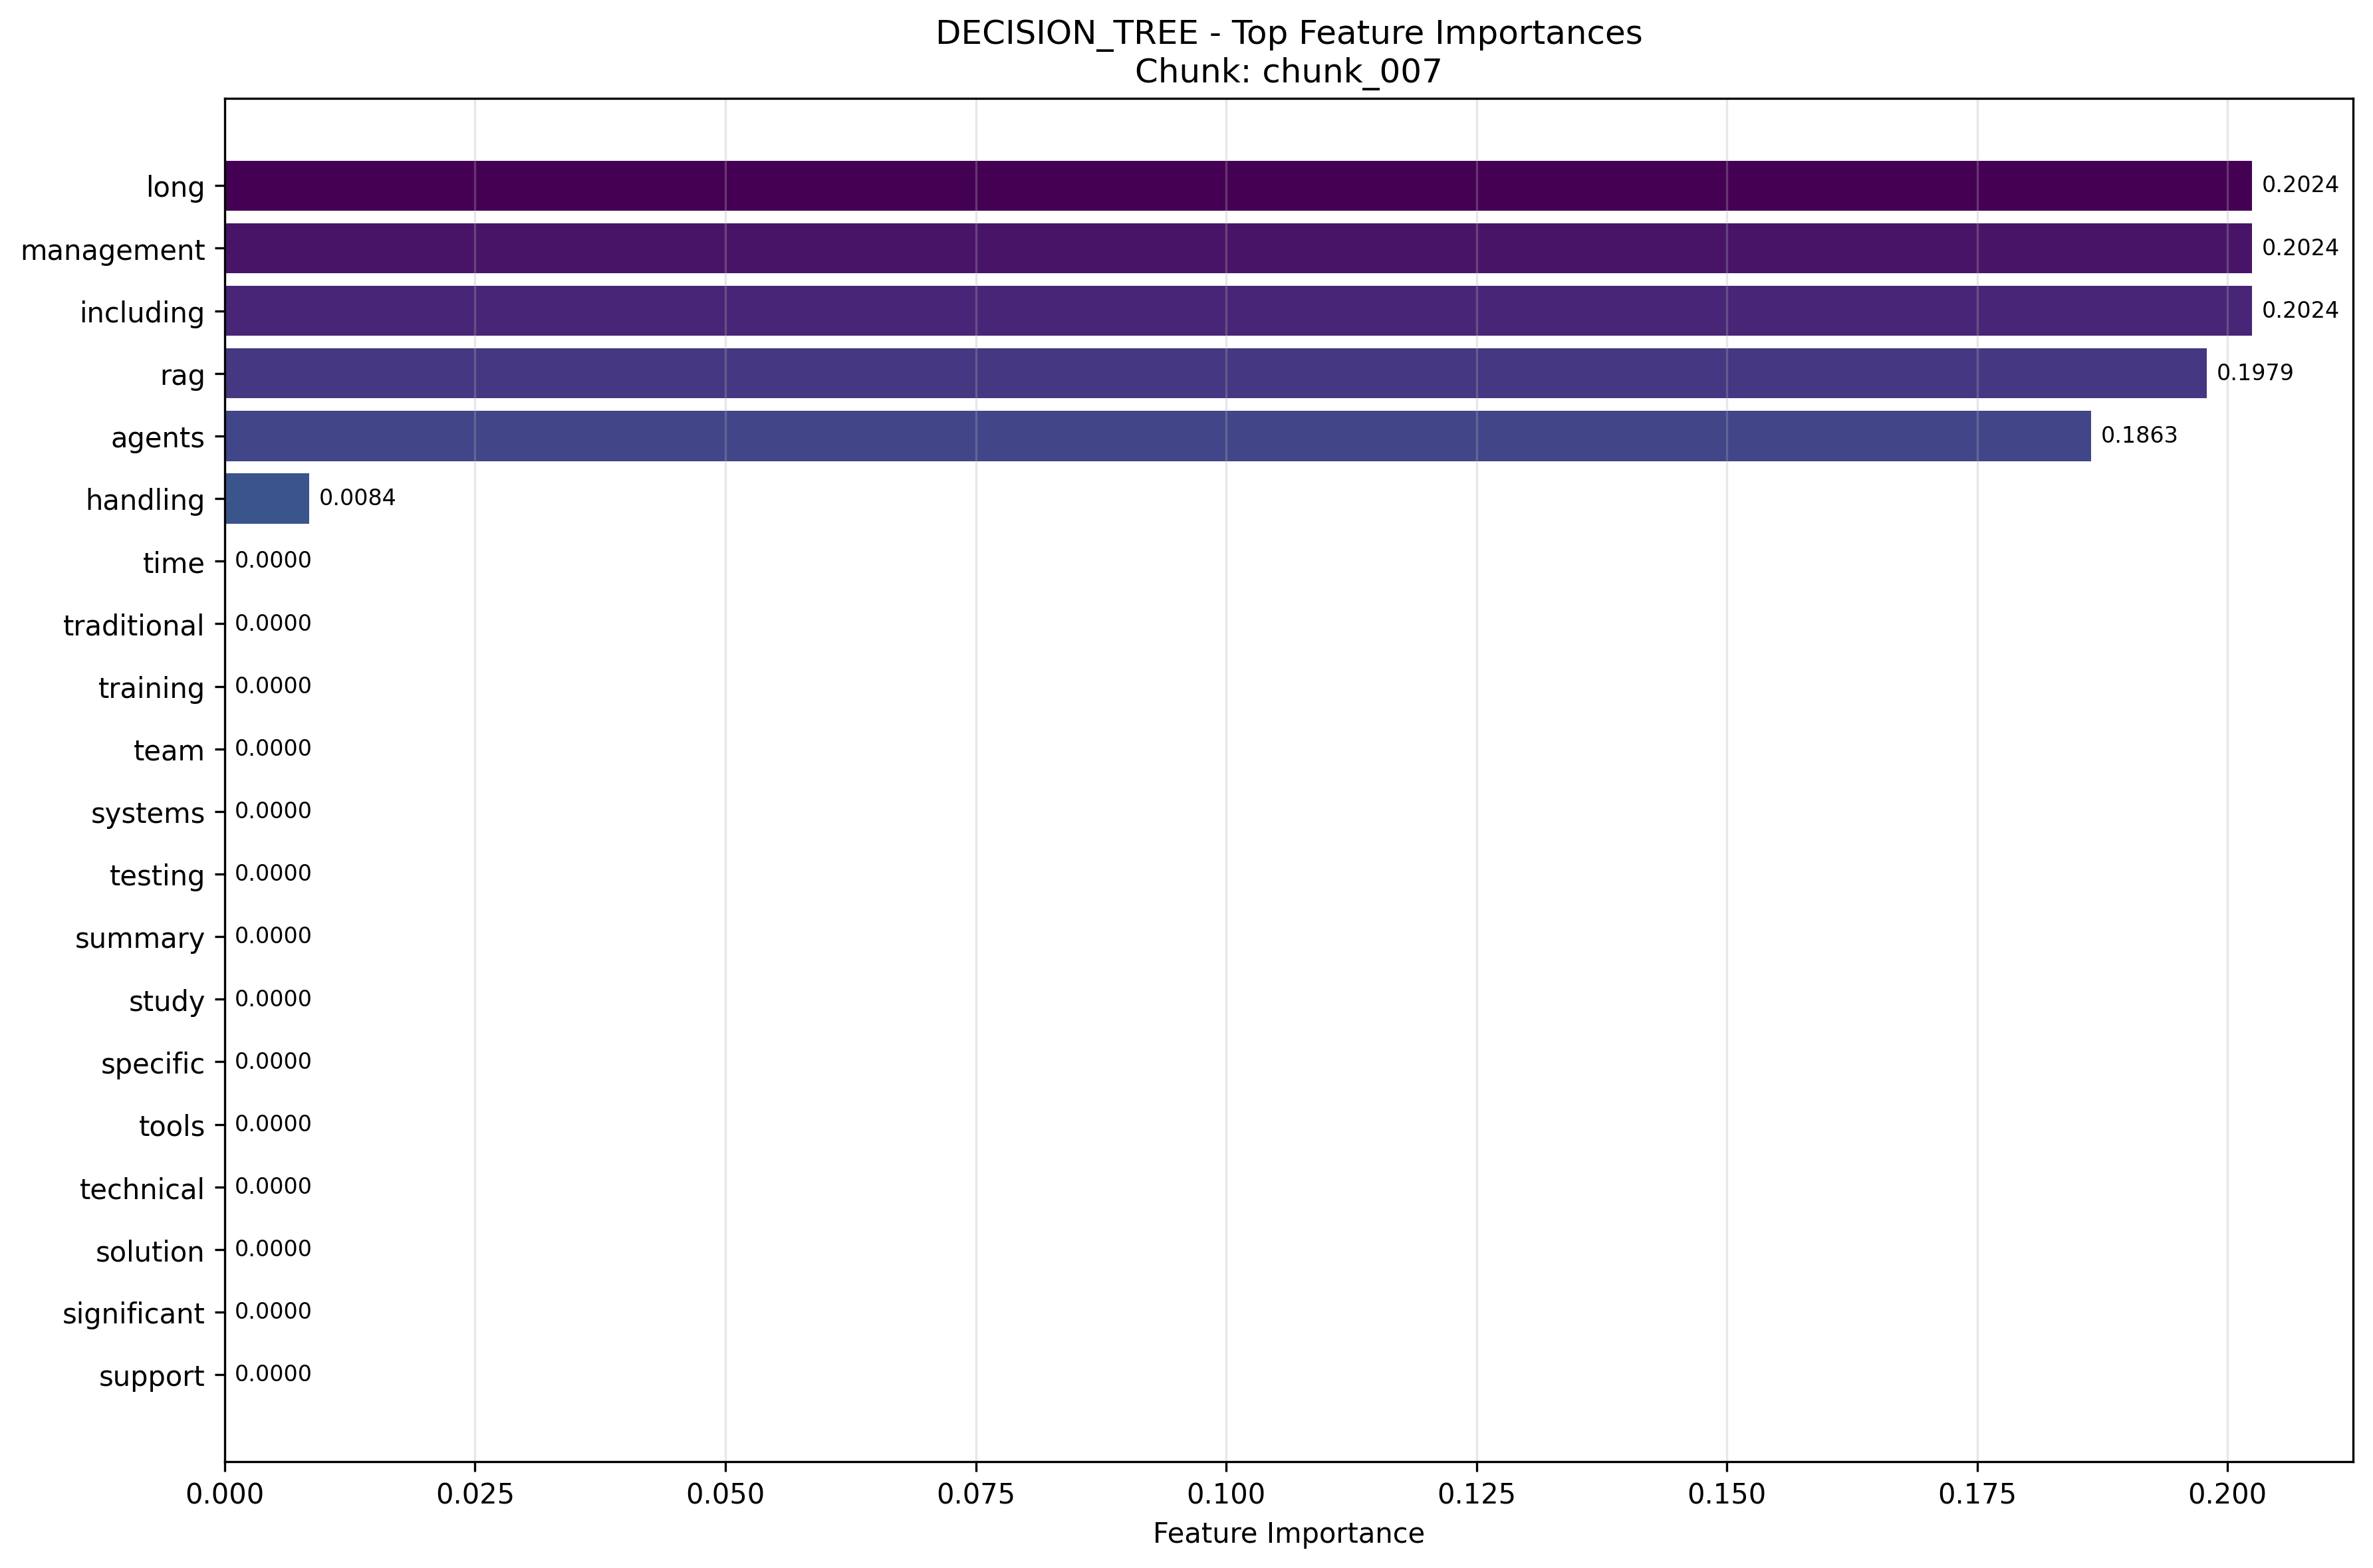 DECISION_TREE - Top Feature Importances
Chunk: chunk_007
long 0.2024
management 0.2024
including 0.2024
rag 0.1979
agents 0.1863
handling 0.0084
time 0.0000
traditional 0.0000
training 0.0000
team 0.0000
systems 0.0000
testing 0.0000
summary 0.0000
study 0.0000
specific 0.0000
tools 0.0000
technical 0.0000
solution 0.0000
significant 0.0000
support 0.0000
0.000 0.025 0.050 0.075 0.100 0.125 0.150 0.175 0.200
Feature Importance